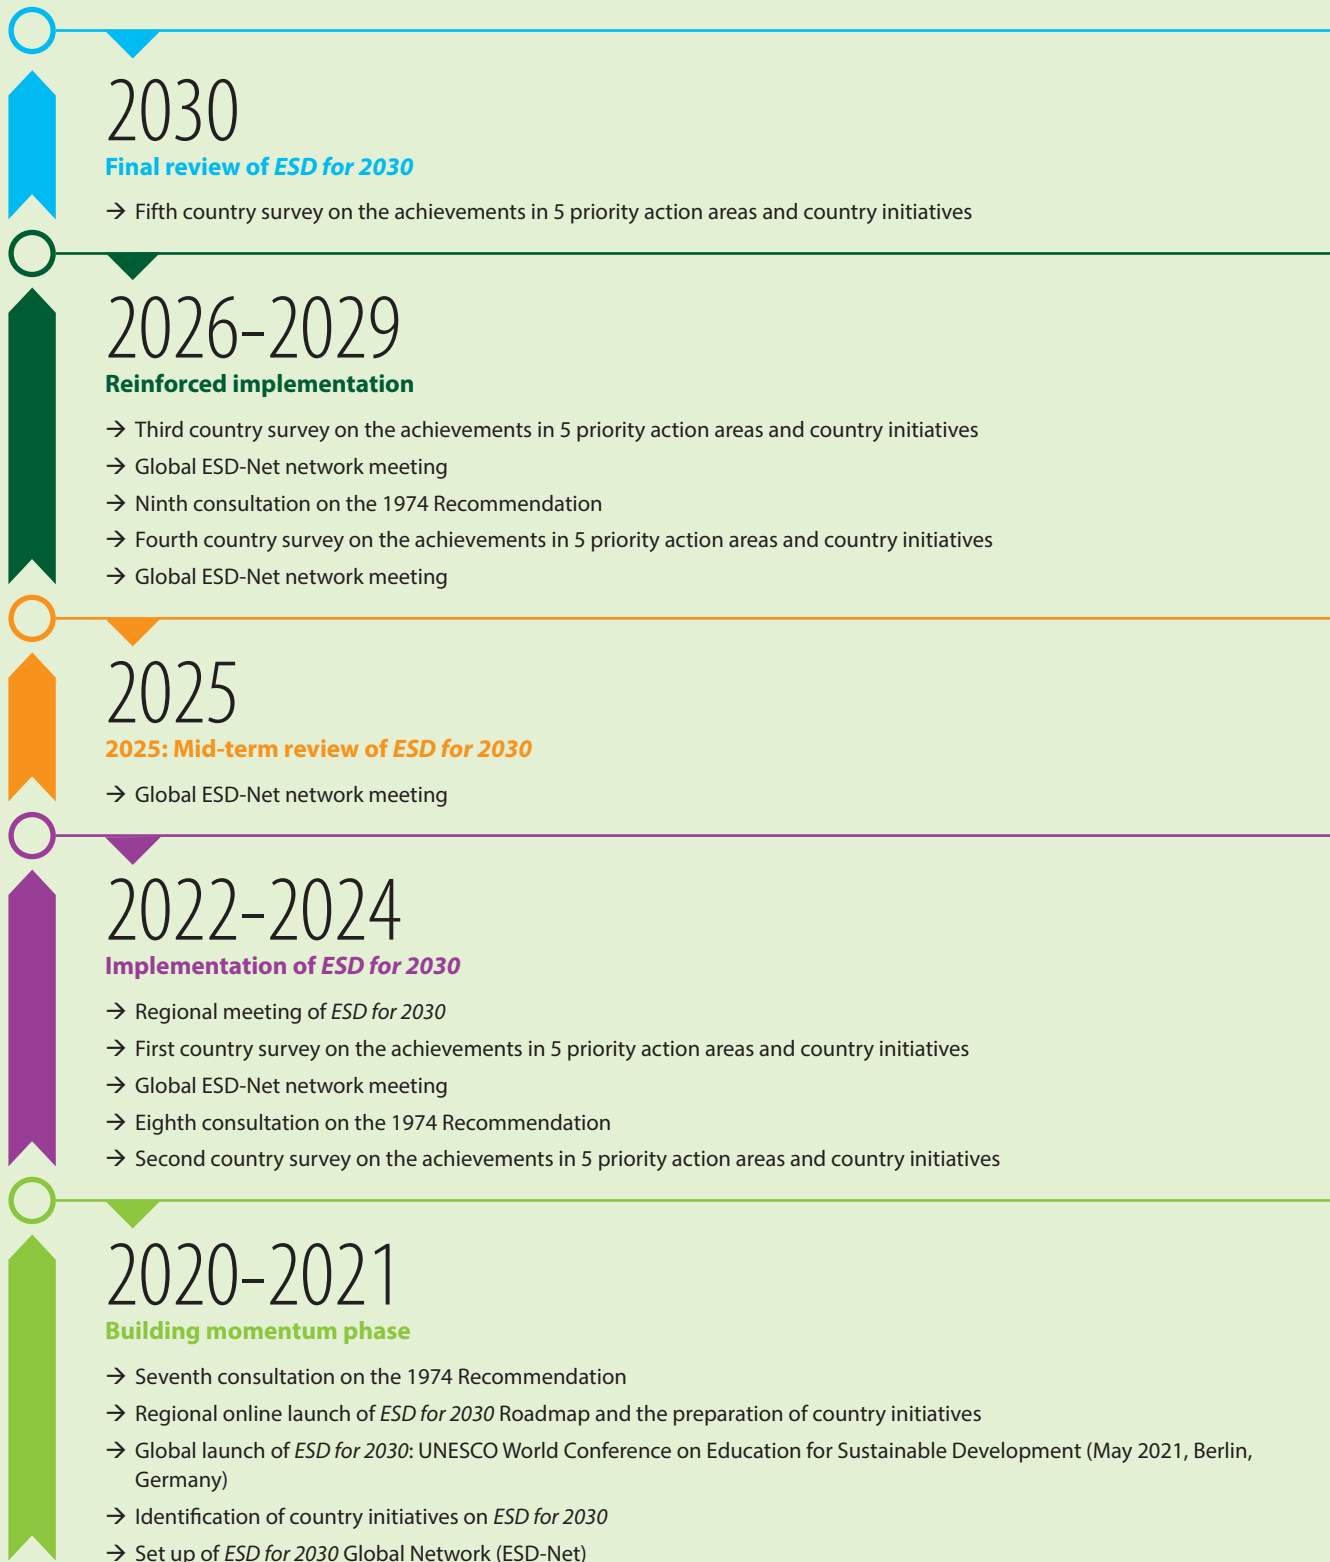 2030
Final review of ESD for 2030
→ Fifth country survey on the achievements in 5 priority action areas and country initiatives
2026–2029
Reinforced implementation
→ Third country survey on the achievements in 5 priority action areas and country initiatives
→ Global ESD-Net network meeting
→ Ninth consultation on the 1974 Recommendation
→ Fourth country survey on the achievements in 5 priority action areas and country initiatives
→ Global ESD-Net network meeting
2025
2025: Mid-term review of ESD for 2030
→ Global ESD-Net network meeting
2022–2024
Implementation of ESD for 2030
→ Regional meeting of ESD for 2030
→ First country survey on the achievements in 5 priority action areas and country initiatives
→ Global ESD-Net network meeting
→ Eighth consultation on the 1974 Recommendation
→ Second country survey on the achievements in 5 priority action areas and country initiatives
2020–2021
Building momentum phase
→ Seventh consultation on the 1974 Recommendation
→ Regional online launch of ESD for 2030 Roadmap and the preparation of country initiatives
→ Global launch of ESD for 2030: UNESCO World Conference on Education for Sustainable Development (May 2021, Berlin,
Germany)
→ Identification of country initiatives on ESD for 2030
→ Set up of ESD for 2030 Global Network (ESD-Net)